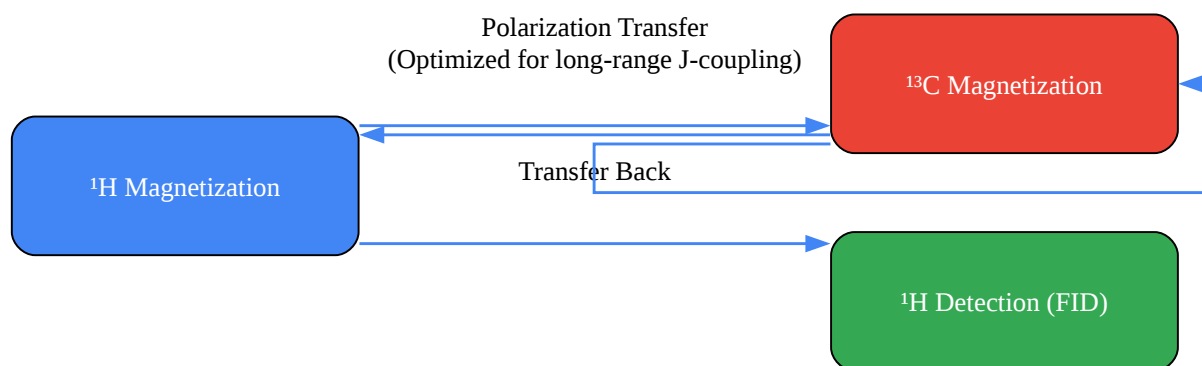 Polarization Transfer
(Optimized for long-range J-coupling)
¹³C Magnetization
¹H Magnetization
Transfer Back
¹H Detection (FID)